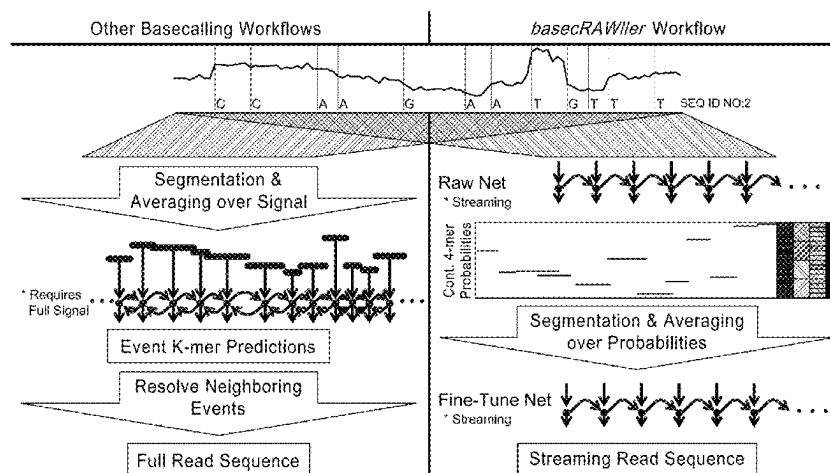 Other Basecalling Workflows
basecRAWller Workflow
C C A A G A A T G T T T SEQ ID NO:2
Segmentation &
Averaging over Signal
* Requires
Full Signal
Event K-mer Predictions
Resolve Neighboring
Events
Full Read Sequence
Raw Net
* Streaming
Cont. 4-mer
Probabilities
Segmentation & Averaging
over Probabilities
Fine-Tune Net
* Streaming
Streaming Read Sequence